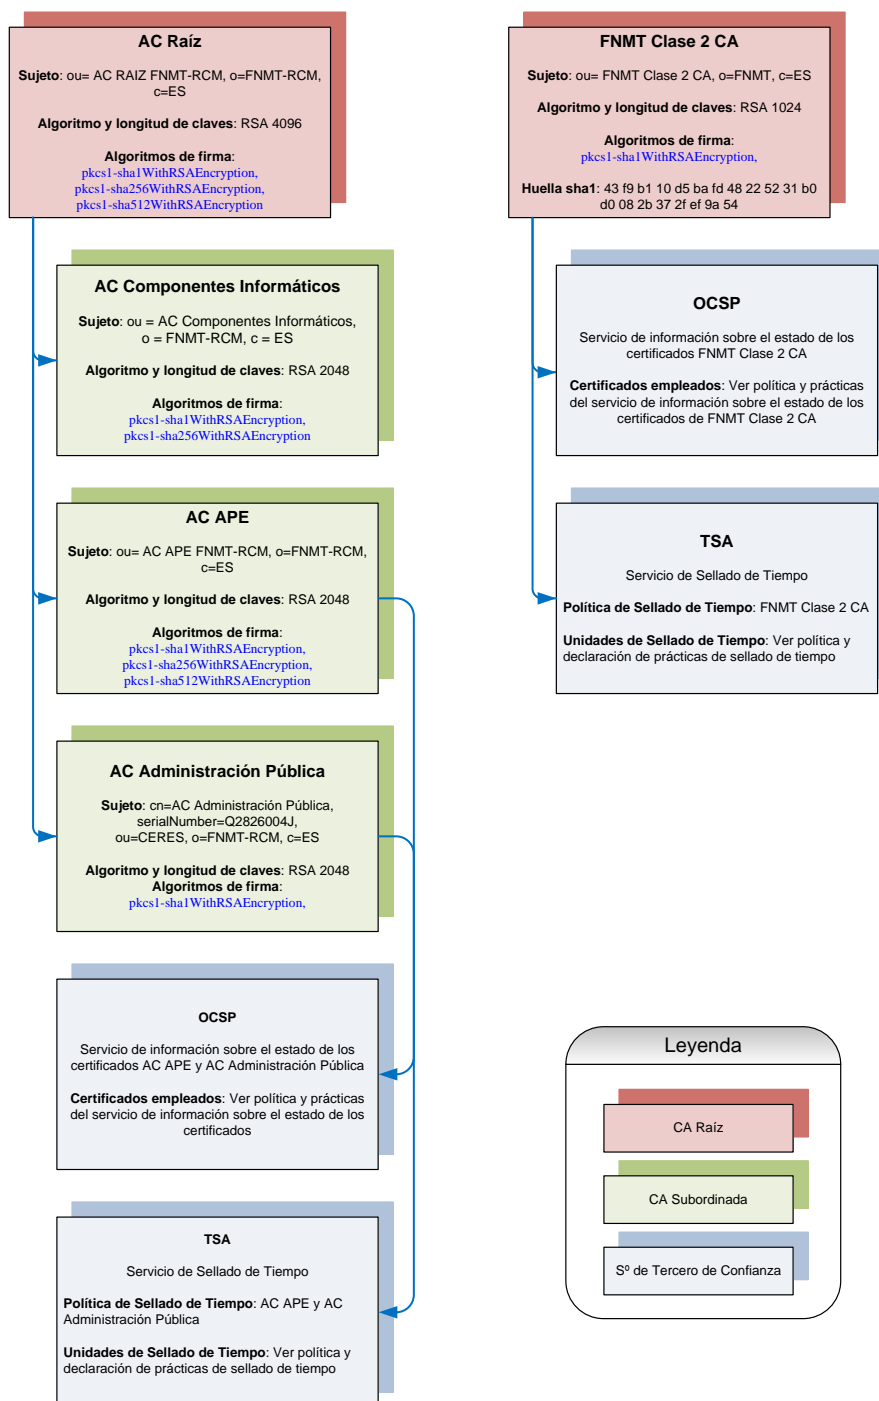 AC Raíz
Sujeto: ou= AC RAIZ FNMT-RCM, o=FNMT-RCM,
c=ES
Algoritmo y longitud de claves: RSA 4096
Algoritmos de firma:
pkcs1-sha1WithRSAEncryption,
pkcs1-sha256WithRSAEncryption,
pkcs1-sha512WithRSAEncryption
AC Componentes Informáticos
Sujeto: ou = AC Componentes Informáticos,
o = FNMT-RCM, c = ES
Algoritmo y longitud de claves: RSA 2048
Algoritmos de firma:
pkcs1-sha1WithRSAEncryption,
pkcs1-sha256WithRSAEncryption
AC APE
Sujeto: ou= AC APE FNMT-RCM, o=FNMT-RCM,
c=ES
Algoritmo y longitud de claves: RSA 2048
Algoritmos de firma:
pkcs1-sha1WithRSAEncryption,
pkcs1-sha256WithRSAEncryption,
pkcs1-sha512WithRSAEncryption
AC Administración Pública
Sujeto: cn=AC Administración Pública,
serialNumber=Q2826004J,
ou=CERES, o=FNMT-RCM, c=ES
Algoritmo y longitud de claves: RSA 2048
Algoritmos de firma:
pkcs1-sha1WithRSAEncryption,
OCSP
Servicio de información sobre el estado de los
certificados AC APE y AC Administración Pública
Certificados empleados: Ver política y prácticas
del servicio de información sobre el estado de los
certificados
TSA
Servicio de Sellado de Tiempo
Política de Sellado de Tiempo: AC APE y AC
Administración Pública
Unidades de Sellado de Tiempo: Ver política y
declaración de prácticas de sellado de tiempo
FNMT Clase 2 CA
Sujeto: ou= FNMT Clase 2 CA, o=FNMT, c=ES
Algoritmo y longitud de claves: RSA 1024
Algoritmos de firma:
pkcs1-sha1WithRSAEncryption,
Huella sha1: 43 f9 b1 10 d5 ba fd 48 22 52 31 b0
d0 08 2b 37 2f ef 9a 54
OCSP
Servicio de información sobre el estado de los
certificados FNMT Clase 2 CA
Certificados empleados: Ver política y prácticas
del servicio de información sobre el estado de los
certificados de FNMT Clase 2 CA
TSA
Servicio de Sellado de Tiempo
Política de Sellado de Tiempo: FNMT Clase 2 CA
Unidades de Sellado de Tiempo: Ver política y
declaración de prácticas de sellado de tiempo
Leyenda
CA Raíz
CA Subordinada
Sº de Tercero de Confianza